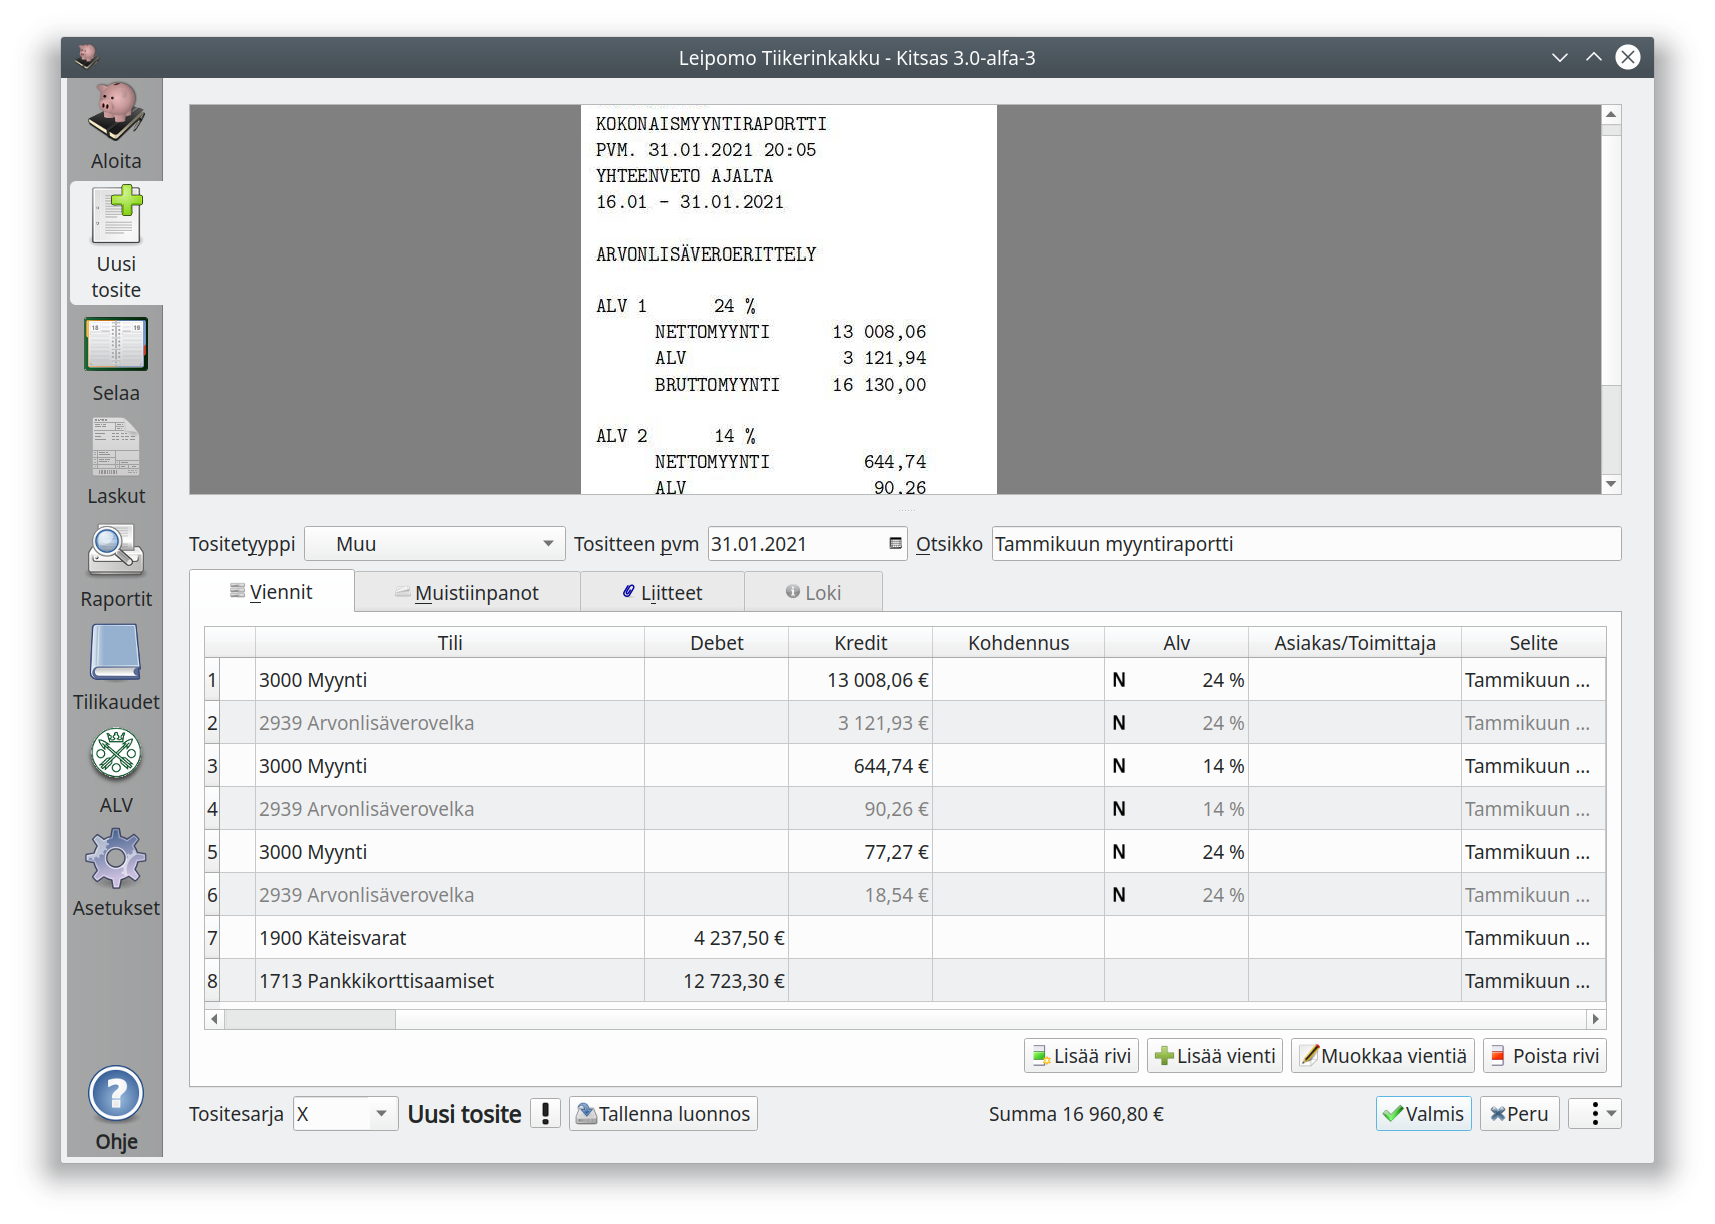 Leipomo Tiikerinkakku - Kitsas 3.0-alfa-3
Aloita
Uusi
tosite
Selaa
Laskut
Raportit
Tilikaudet
ALV
Asetukset
Ohje
KOKONAISMYYNTIRAPORTTI
PVM. 31.01.2021 20:05
YHTEENVETO AJALTA
16.01 - 31.01.2021
ARVONLISÄVEROERITTELY
ALV 1 24 %
NETTOMYYNTI 13 008,06
ALV 3 121,94
BRUTTOMYYNTI 16 130,00
ALV 2 14 %
NETTOMYYNTI 644,74
ALV 90,26
Tositetyyppi Muu Tositteen pvm 31.01.2021 Otsikko Tammikuun myyntiraportti
Viennit Muistiinpanot Liitteet Loki
Tili Debet Kredit Kohdennus Alv Asiakas/Toimittaja Selite
1 3000 Myynti 13 008,06 € N 24 % Tammikuun ...
2 2939 Arvonlisäverovelka 3 121,93 € N 24 % Tammikuun ...
3 3000 Myynti 644,74 € N 14 % Tammikuun ...
4 2939 Arvonlisäverovelka 90,26 € N 14 % Tammikuun ...
5 3000 Myynti 77,27 € N 24 % Tammikuun ...
6 2939 Arvonlisäverovelka 18,54 € N 24 % Tammikuun ...
7 1900 Käteisvarat 4 237,50 € Tammikuun ...
8 1713 Pankkikorttisaamiset 12 723,30 € Tammikuun ...
Lisää rivi Lisää vienti Muokkaa vientiä Poista rivi
Tositesarja X Uusi tosite Tallenna luonnos Summa 16 960,80 € Valmis Peru